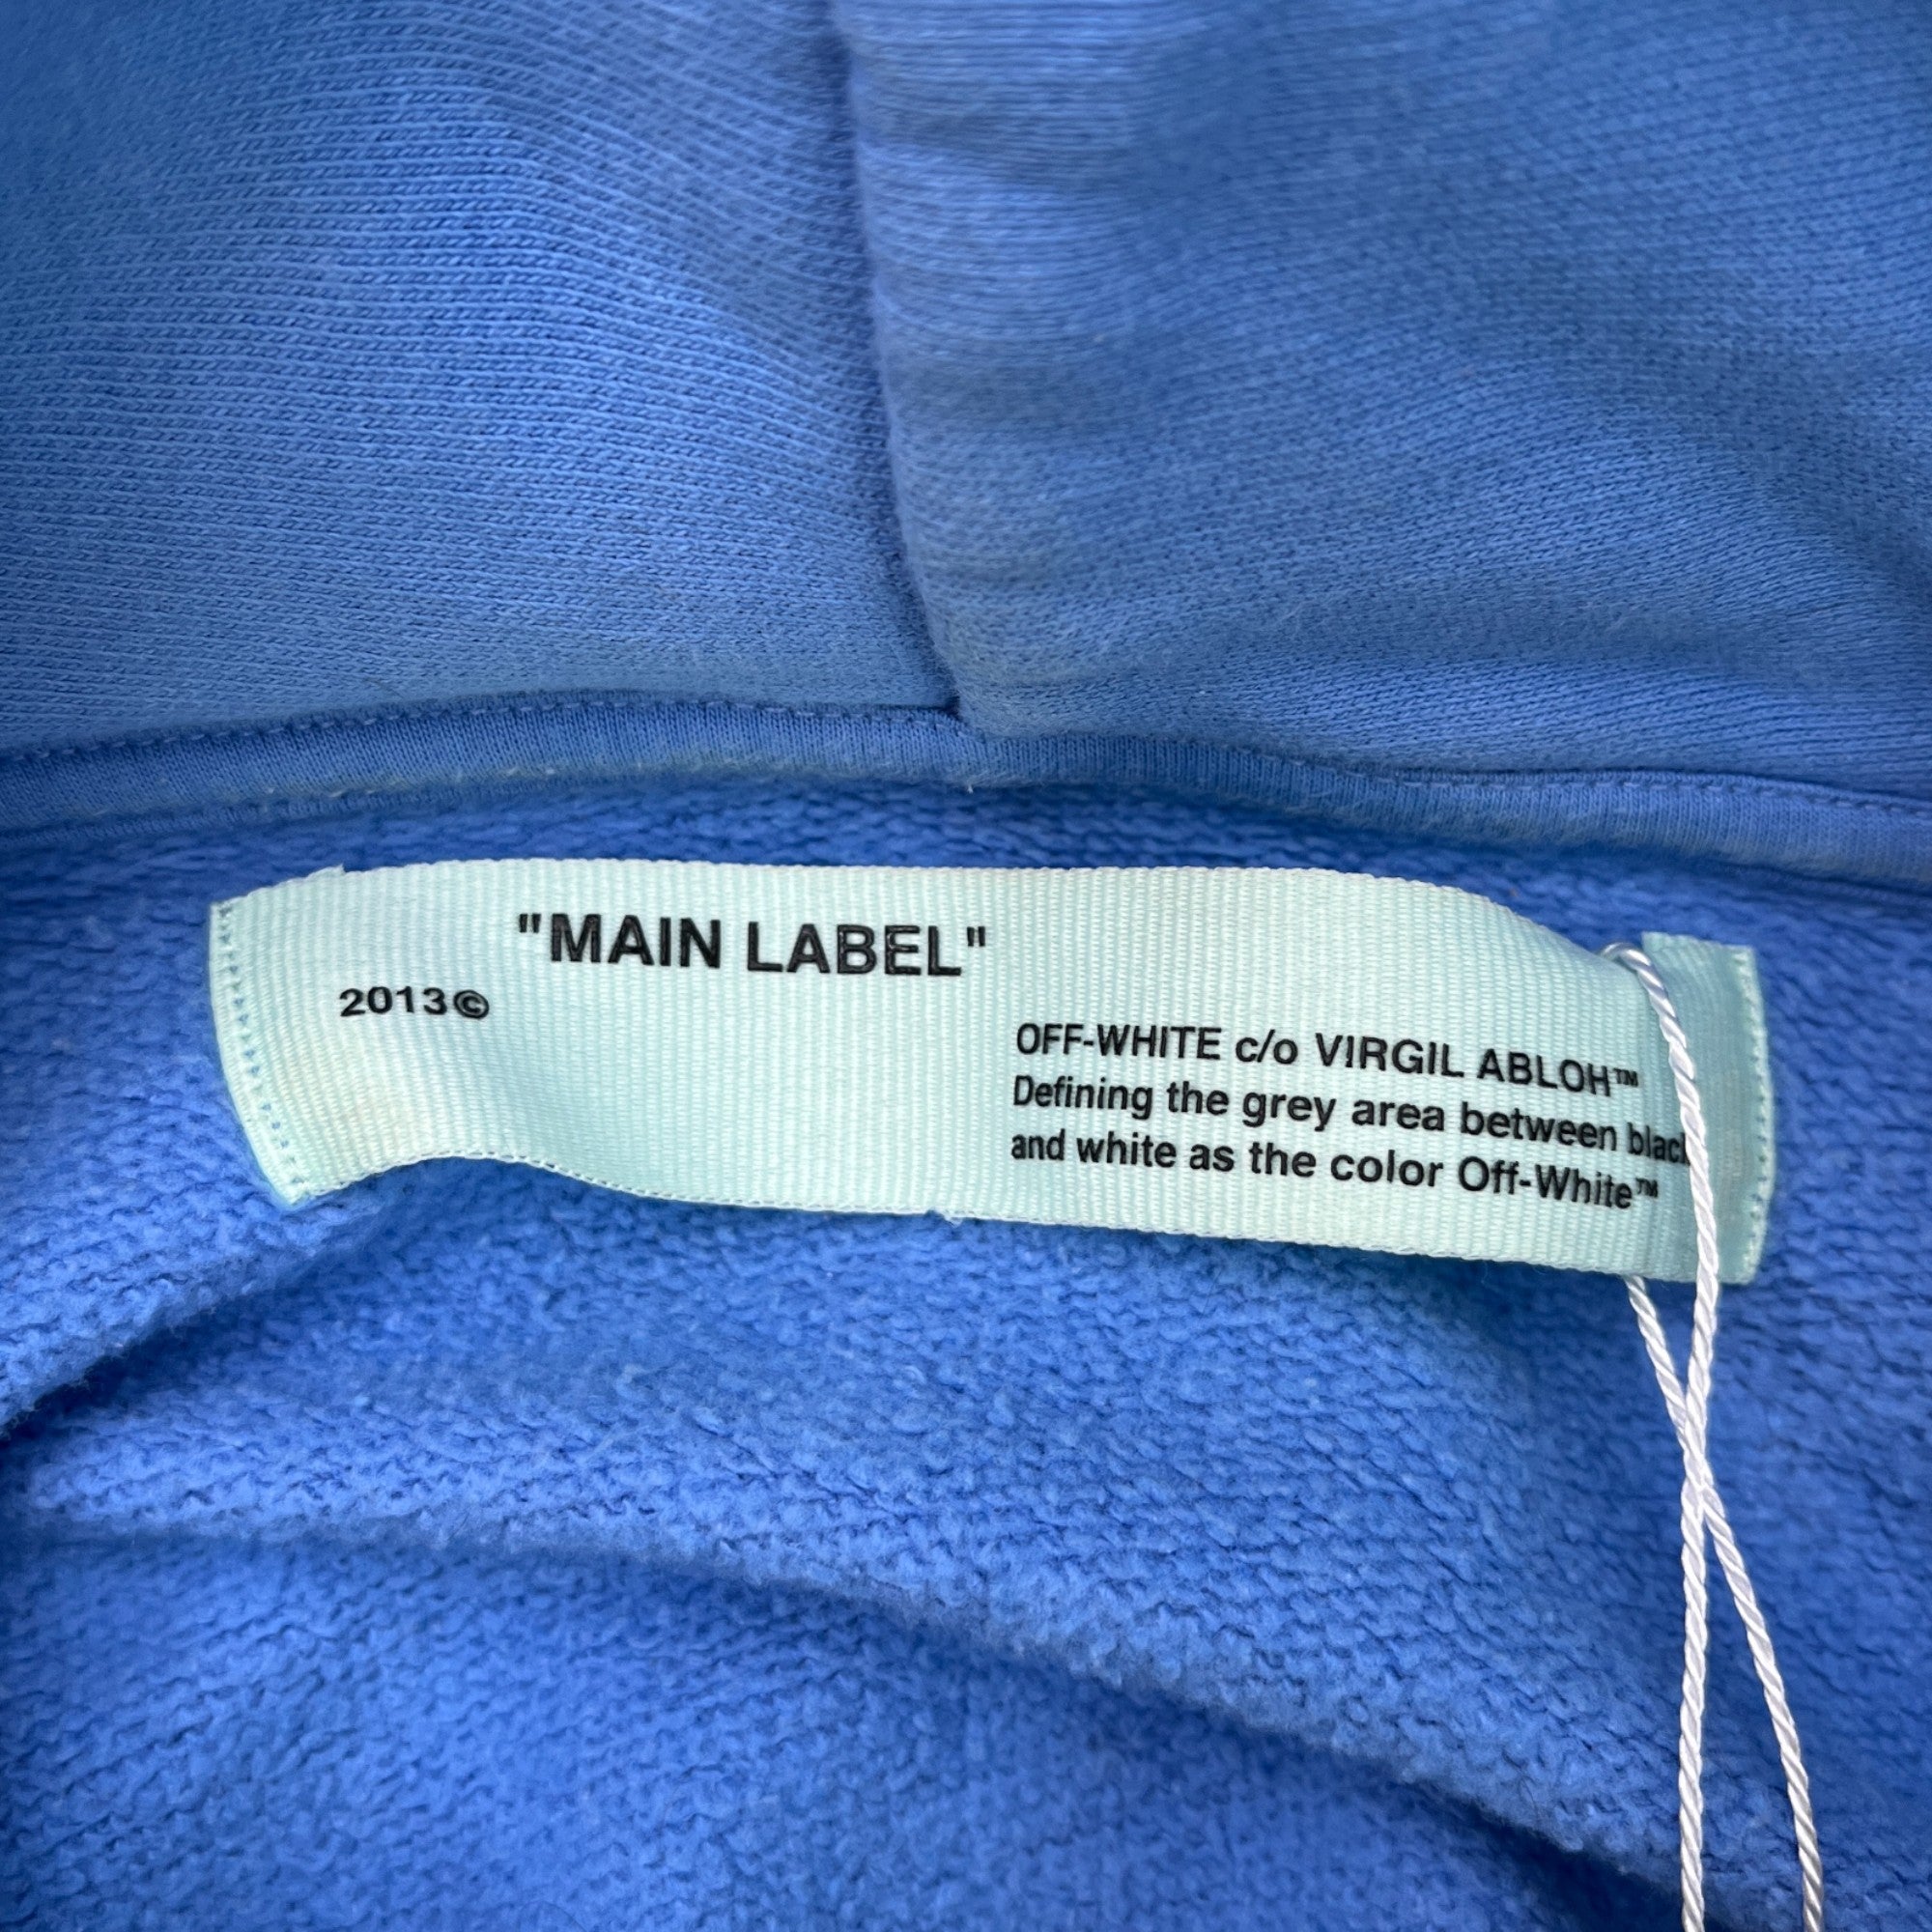 "MAIN LABEL"
2013©
OFF-WHITE c/o VIRGIL ABLOH™
Defining the grey area between black
and white as the color Off-White™